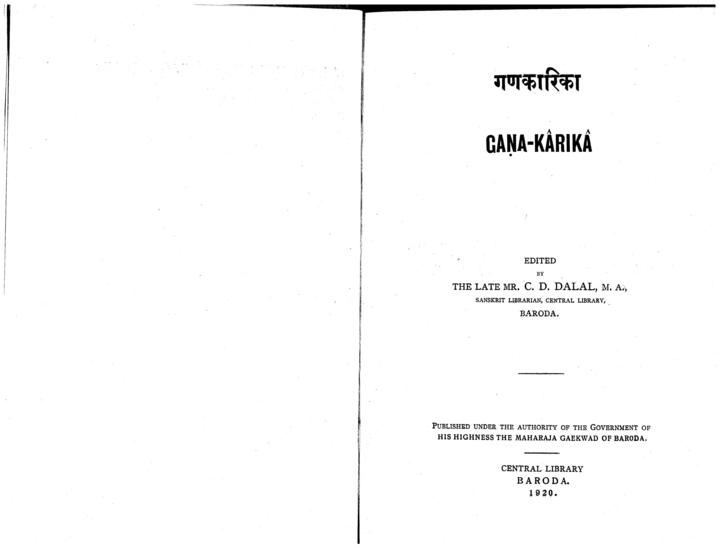 गणकारिका
GAṆA-KÂRIKÂ
EDITED
BY
THE LATE MR. C. D. DALAL, M. A.,
SANSKRIT LIBRARIAN, CENTRAL LIBRARY,
BARODA.
PUBLISHED UNDER THE AUTHORITY OF THE GOVERNMENT OF
HIS HIGHNESS THE MAHARAJA GAEKWAD OF BARODA.
CENTRAL LIBRARY
BARODA.
1920.